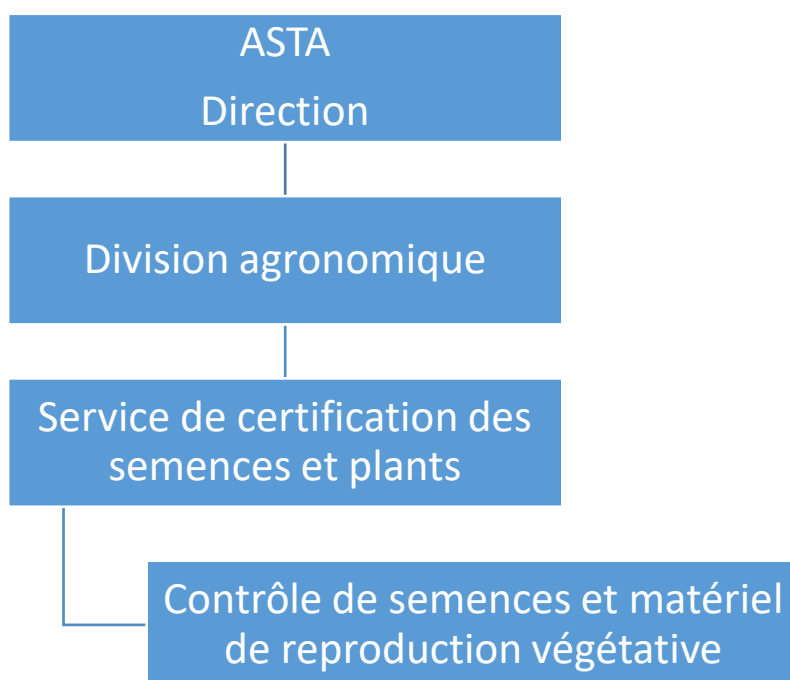 ASTA
Direction
Division agronomique
Service de certification des
semences et plants
Contrôle de semences et matériel
de reproduction végétative